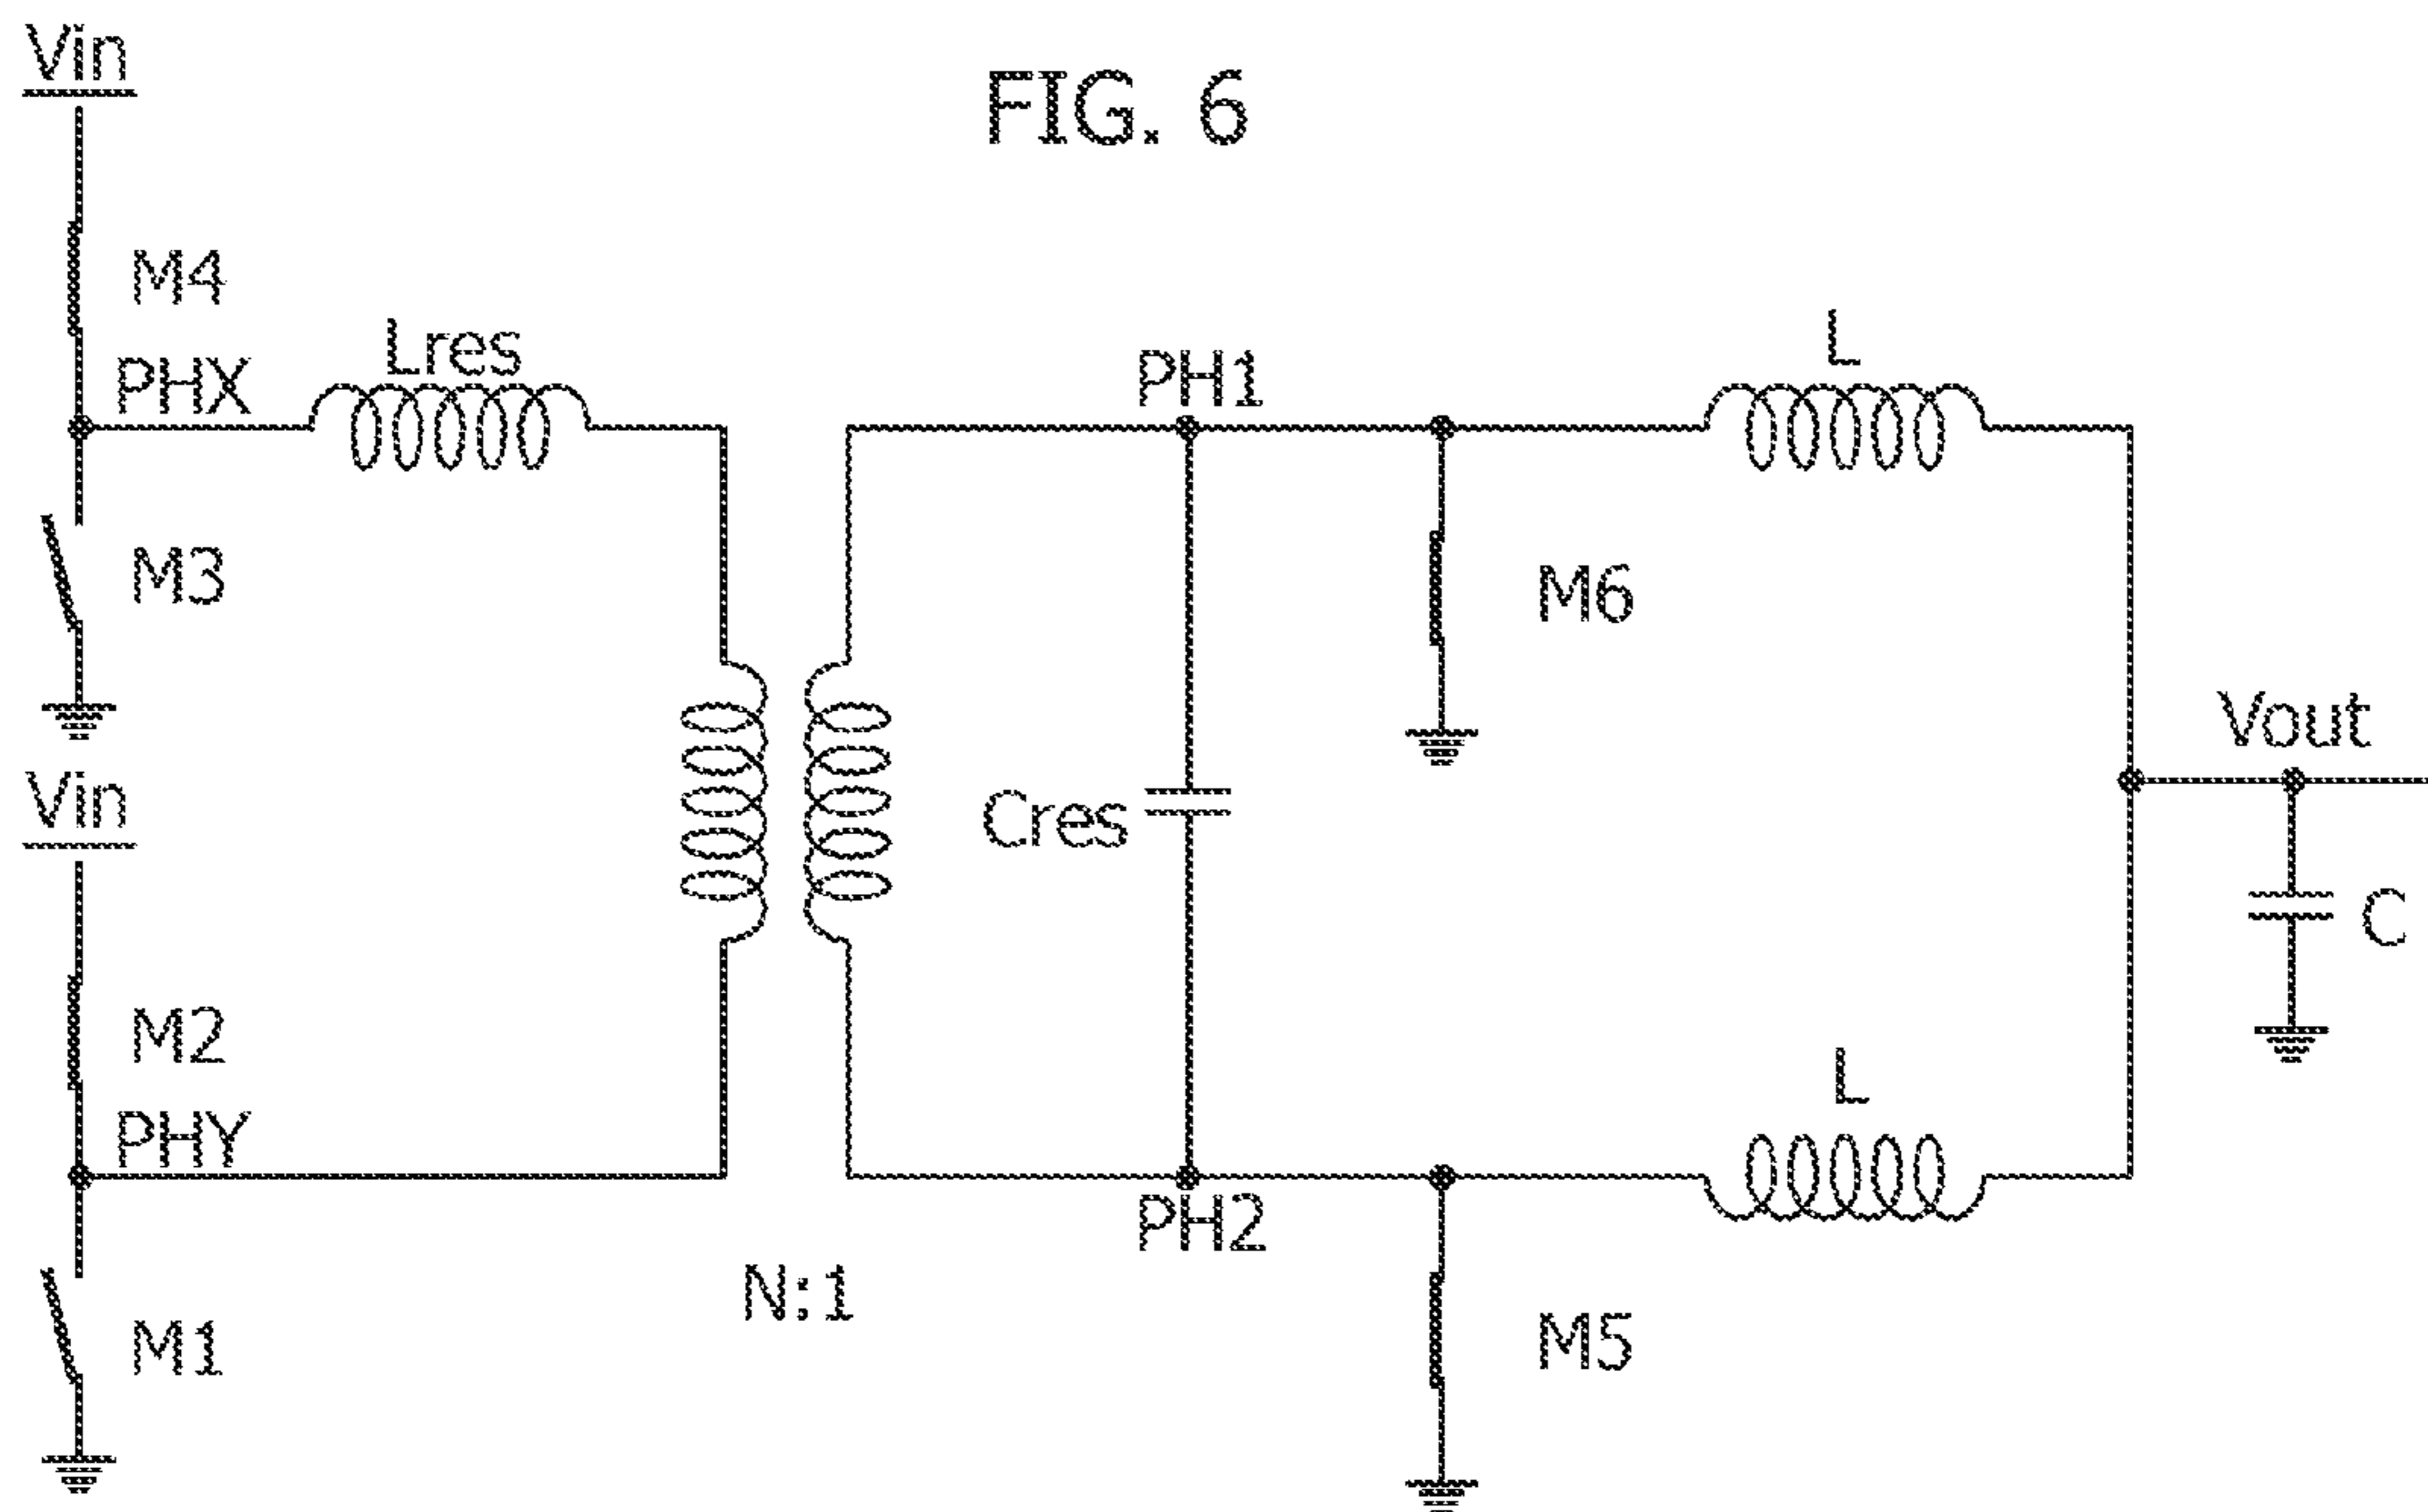 Vin
FIG. 6
M4
Lres
PHX
PH1
L
M3
M6
Vin
Vout
Cres
C
M2
L
PHY
PH2
N:1
M1
M5